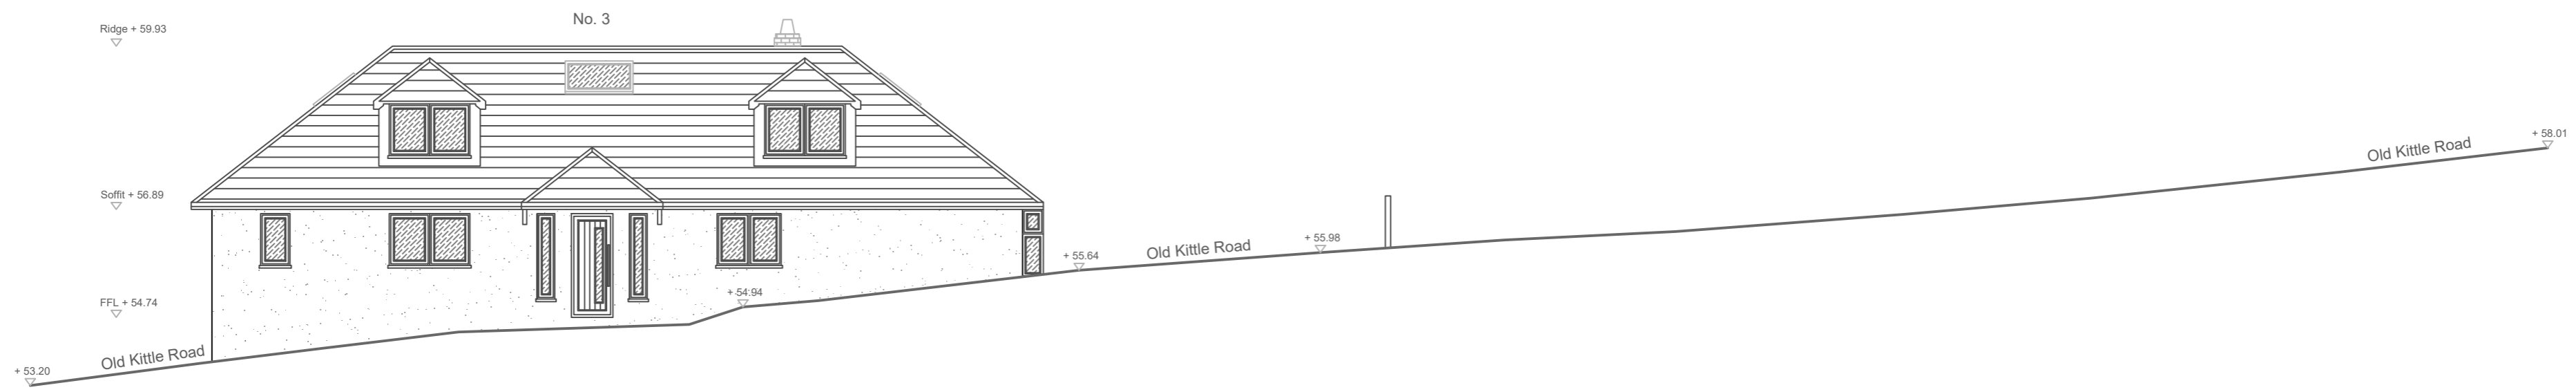 No. 3
Ridge + 59.93
+ 58.01
Old Kittle Road
Soffit + 56.89
+ 55.98
Old Kittle Road
+ 55.64
+ 54.94
FFL + 54.74
Old Kittle Road
+ 53.20